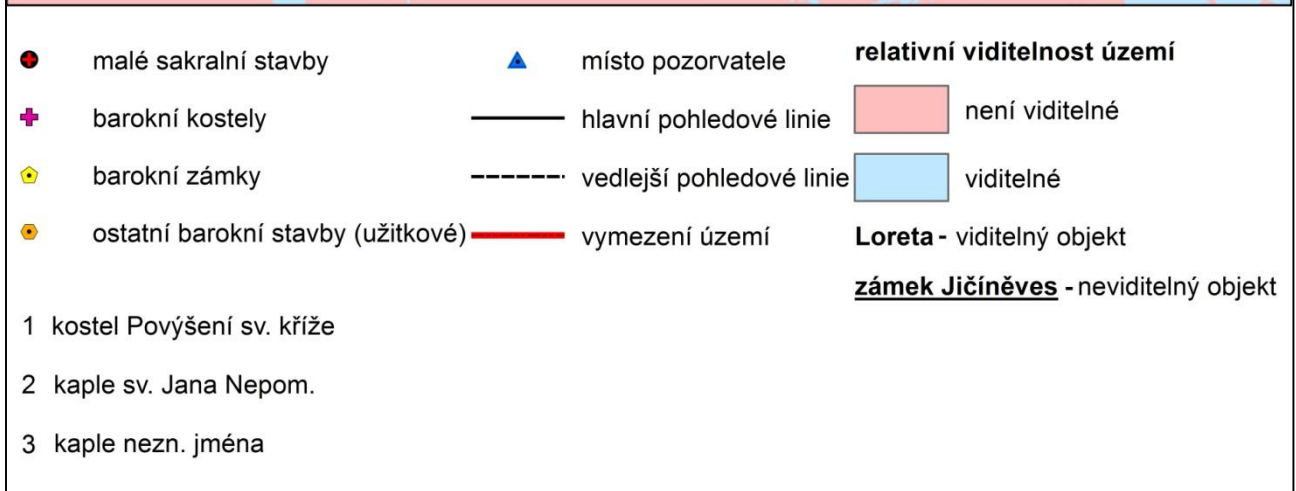 malé sakralní stavby
barokní kostely
barokní zámky
ostatní barokní stavby (užitkové)
místo pozorvatele
hlavní pohledové linie
vedlejší pohledové linie
vymezení území
relativní viditelnost území
není viditelné
viditelné
Loreta - viditelný objekt
zámek Jičíněves - neviditelný objekt
1 kostel Povýšení sv. kříže
2 kaple sv. Jana Nepom.
3 kaple nezn. jména